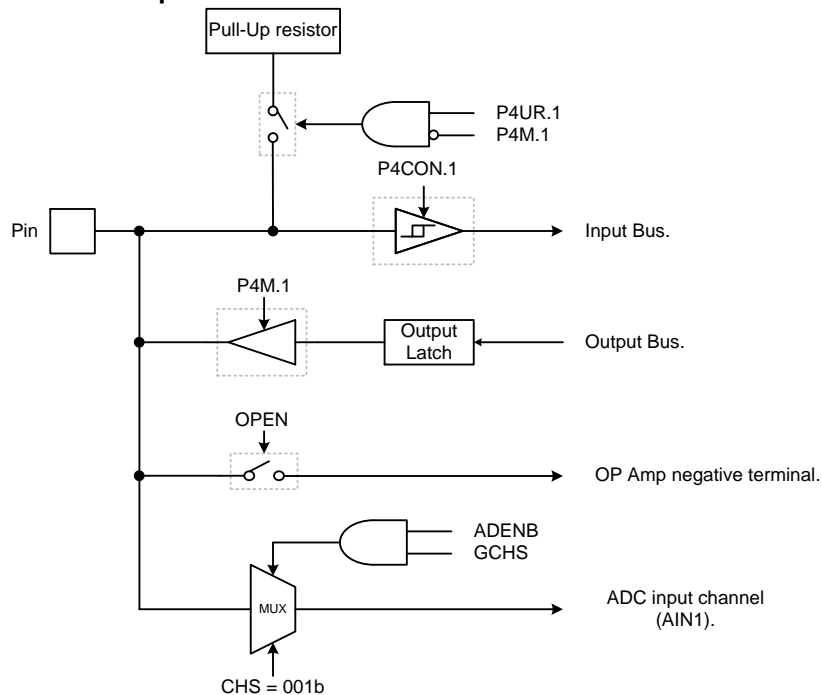 Pull-Up resistor
P4UR.1
P4M.1
P4CON.1
Pin
Input Bus.
P4M.1
Output
Latch
Output Bus.
OPEN
OP Amp negative terminal.
ADENB
GCHS
MUX
ADC input channel
(AIN1).
CHS = 001b